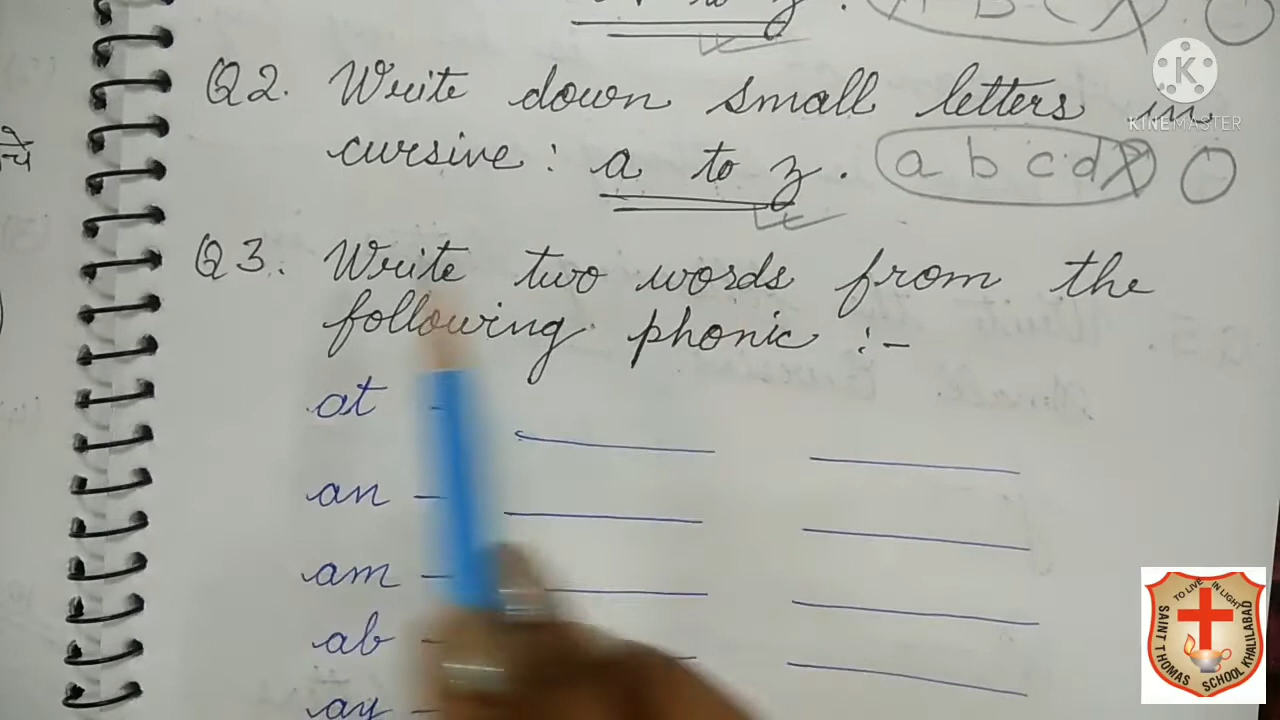 A B C
Q2. Write down small letters in
cursive : a to z. a b c d
Q3. Write two words from the
following phonic :-
at -
an -
am -
ab -
ay -
KINEMASTER
TO LIVE IN LIGHT
SAINT THOMAS SCHOOL KHALILABAD